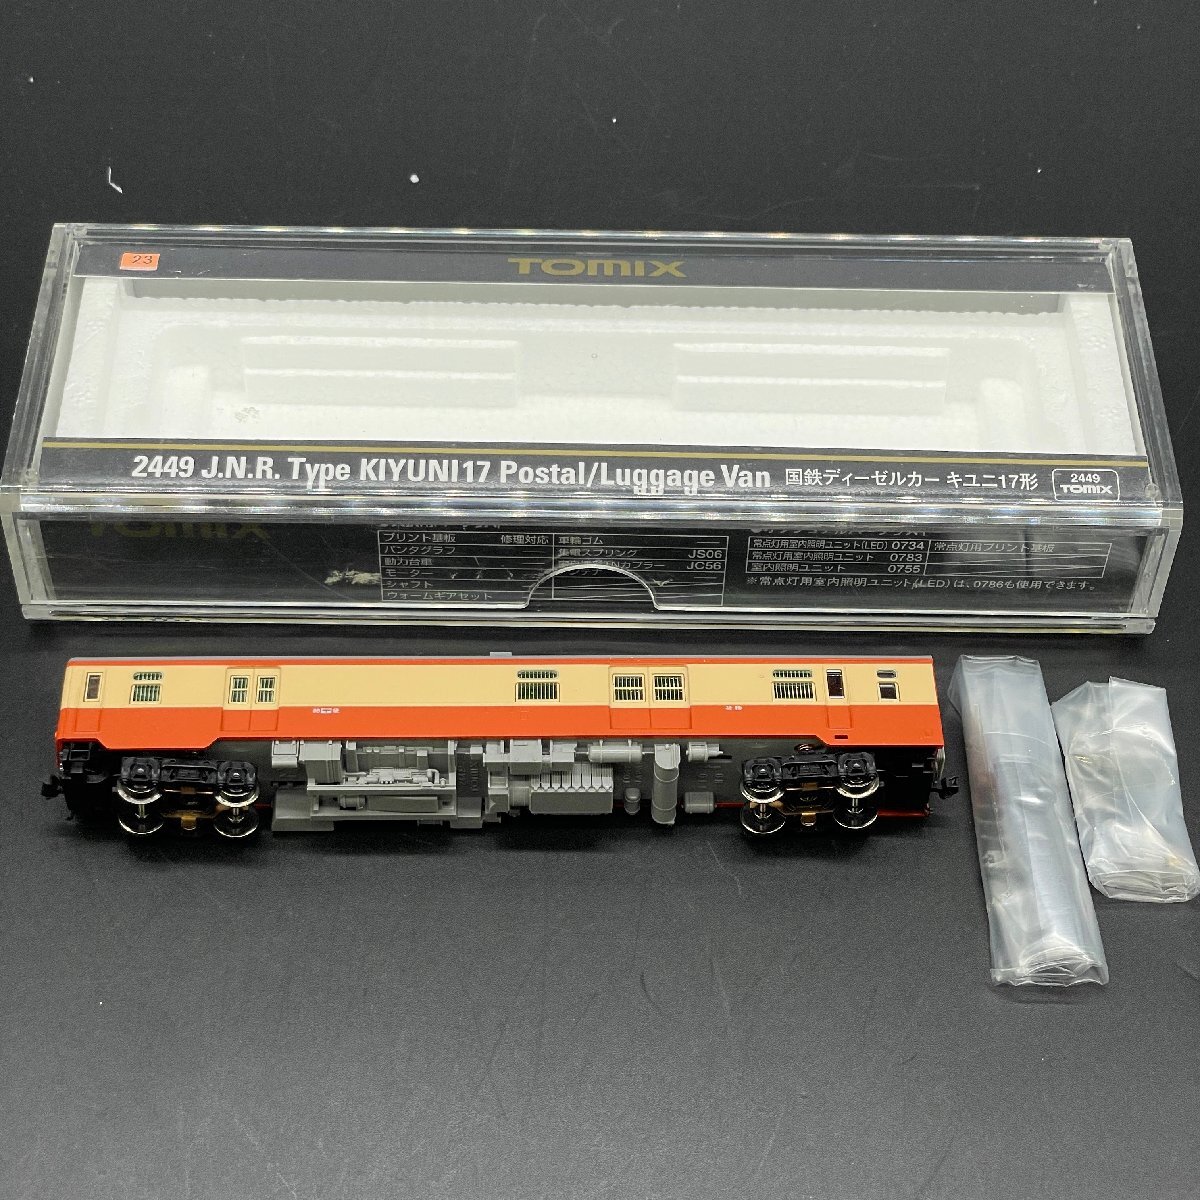 23
TOMIX
2449 J.N.R. Type KIYUNI17 Postal/Luggage Van 国鉄ディーゼルカー キユニ17形
2449
TOMIX
プリント基板 修理対応
パンタグラフ
動力台車
モーター
シャフト
ウォームギアセット
車輪ゴム —
集電スプリング JS06
TNカプラー JC56
常点灯用室内照明ユニット(LED) 0734
常点灯用室内照明ユニット 0783
室内照明ユニット 0755
常点灯用プリント基板
※常点灯用室内照明ユニット(LED)は、0786も使用できます。